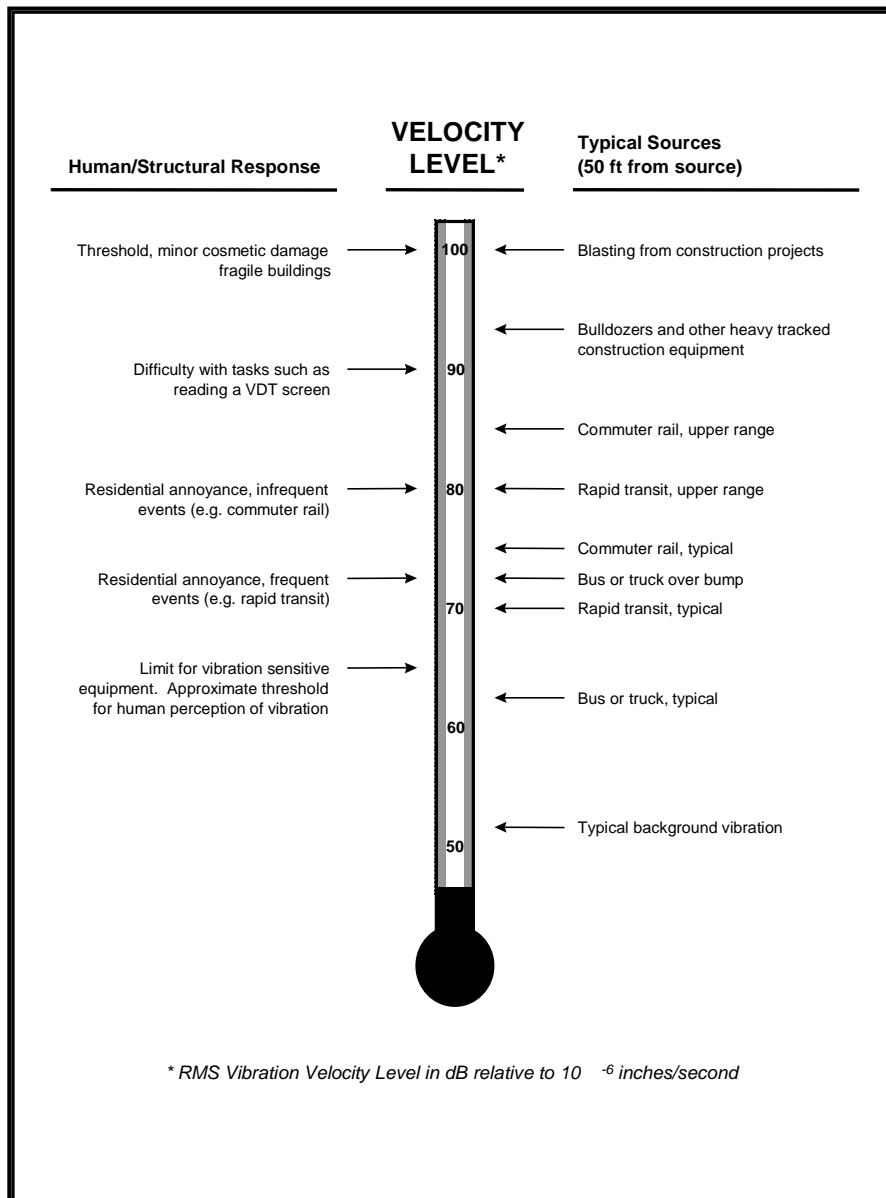 VELOCITY
LEVEL*
Human/Structural Response
Typical Sources
(50 ft from source)
Threshold, minor cosmetic damage
fragile buildings
100
Blasting from construction projects
Bulldozers and other heavy tracked
construction equipment
Difficulty with tasks such as
reading a VDT screen
90
Commuter rail, upper range
Residential annoyance, infrequent
events (e.g. commuter rail)
80
Rapid transit, upper range
Commuter rail, typical
Residential annoyance, frequent
events (e.g. rapid transit)
Bus or truck over bump
70
Rapid transit, typical
Limit for vibration sensitive
equipment. Approximate threshold
for human perception of vibration
Bus or truck, typical
60
Typical background vibration
50
* RMS Vibration Velocity Level in dB relative to 10 -6 inches/second